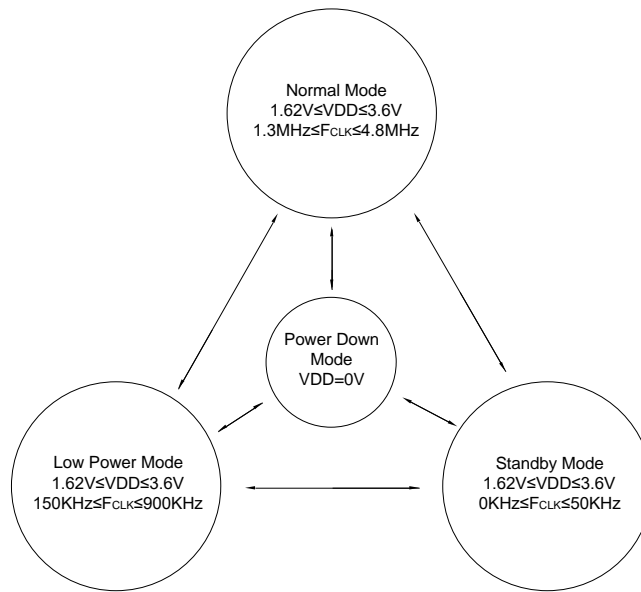 Normal Mode
1.62V≤VDD≤3.6V
1.3MHz≤FCLK≤4.8MHz
Power Down
Mode
VDD=0V
Low Power Mode
1.62V≤VDD≤3.6V
150KHz≤FCLK≤900KHz
Standby Mode
1.62V≤VDD≤3.6V
0KHz≤FCLK≤50KHz